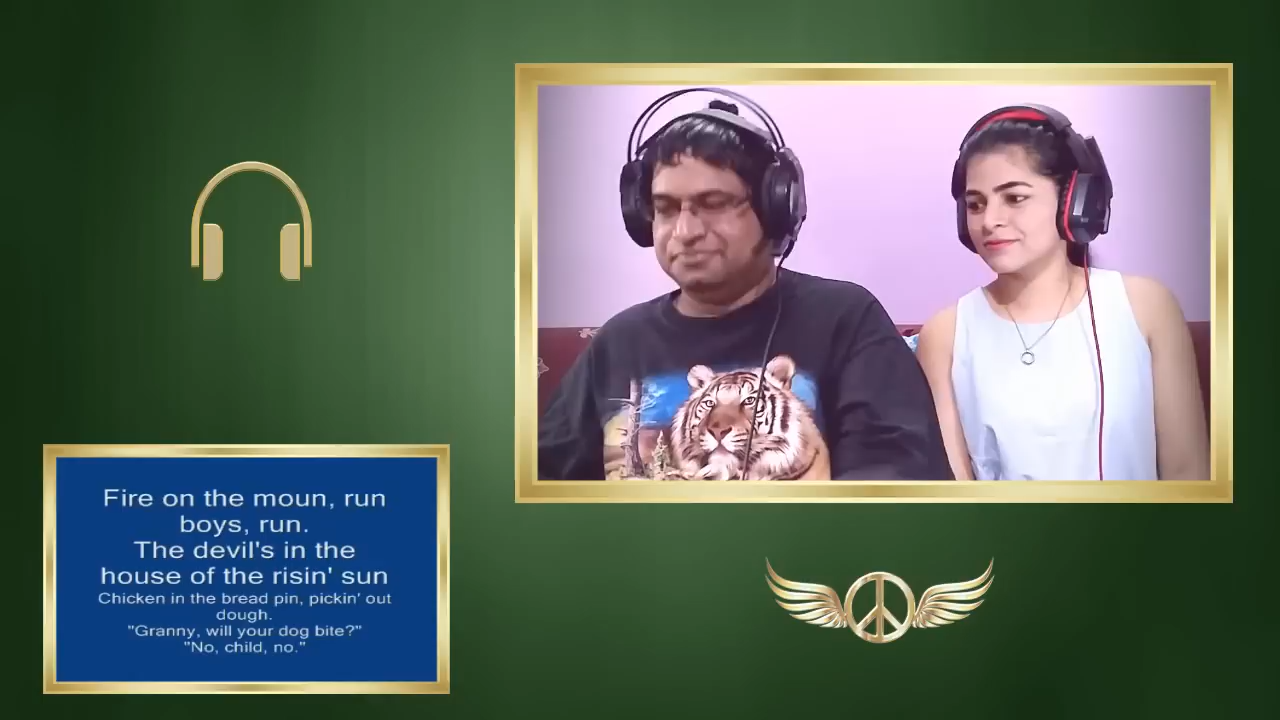 Fire on the moun, run
boys, run.
The devil's in the
house of the risin' sun
Chicken in the bread pin, pickin' out
dough.
"Granny, will your dog bite?"
"No, child, no."